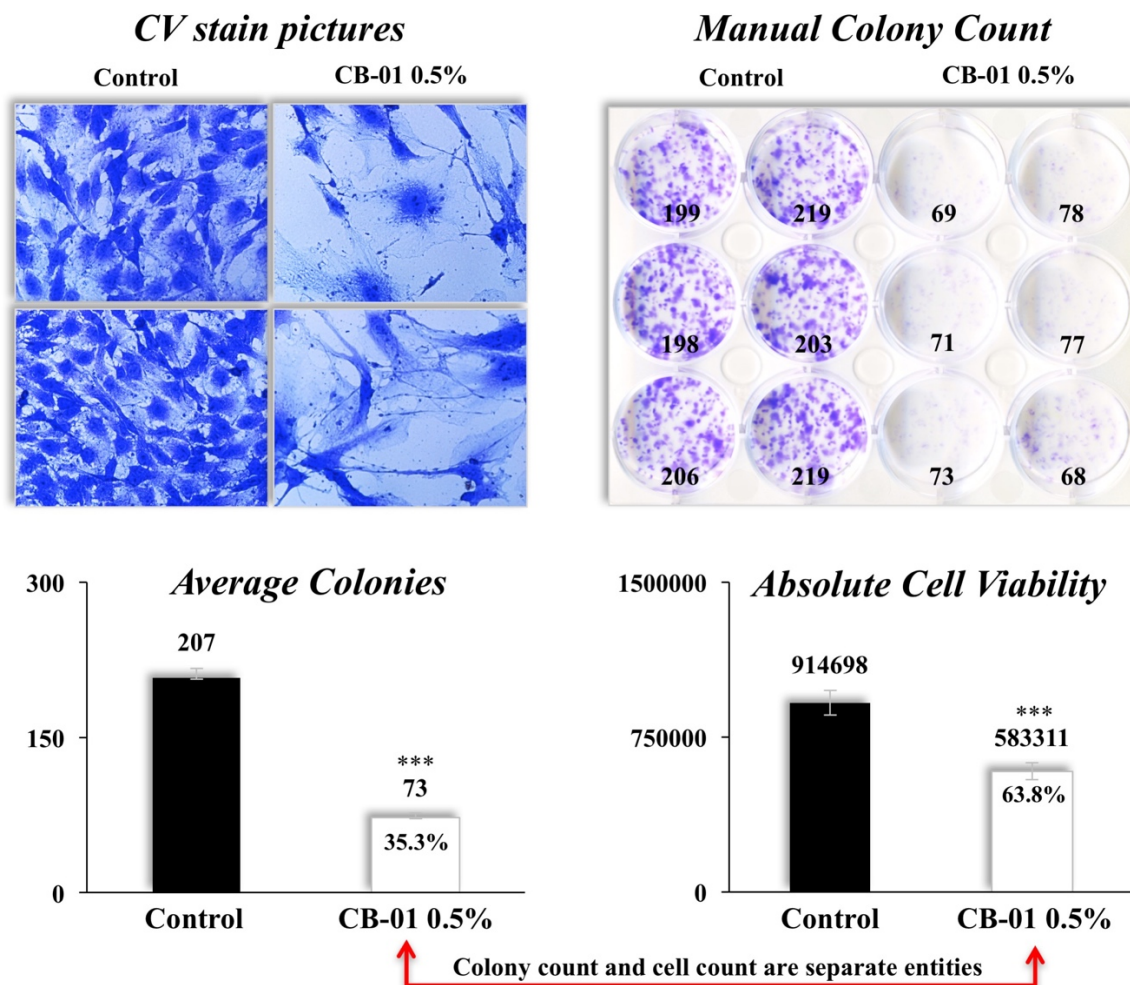 CV stain pictures
Manual Colony Count
Control
CB-01 0.5%
Control
CB-01 0.5%
199
219
69
78
198
203
71
77
206
219
73
68
Average Colonies
300
150
0
207
***
73
35.3%
Control
CB-01 0.5%
Absolute Cell Viability
1500000
750000
0
914698
***
583311
63.8%
Control
CB-01 0.5%
Colony count and cell count are separate entities